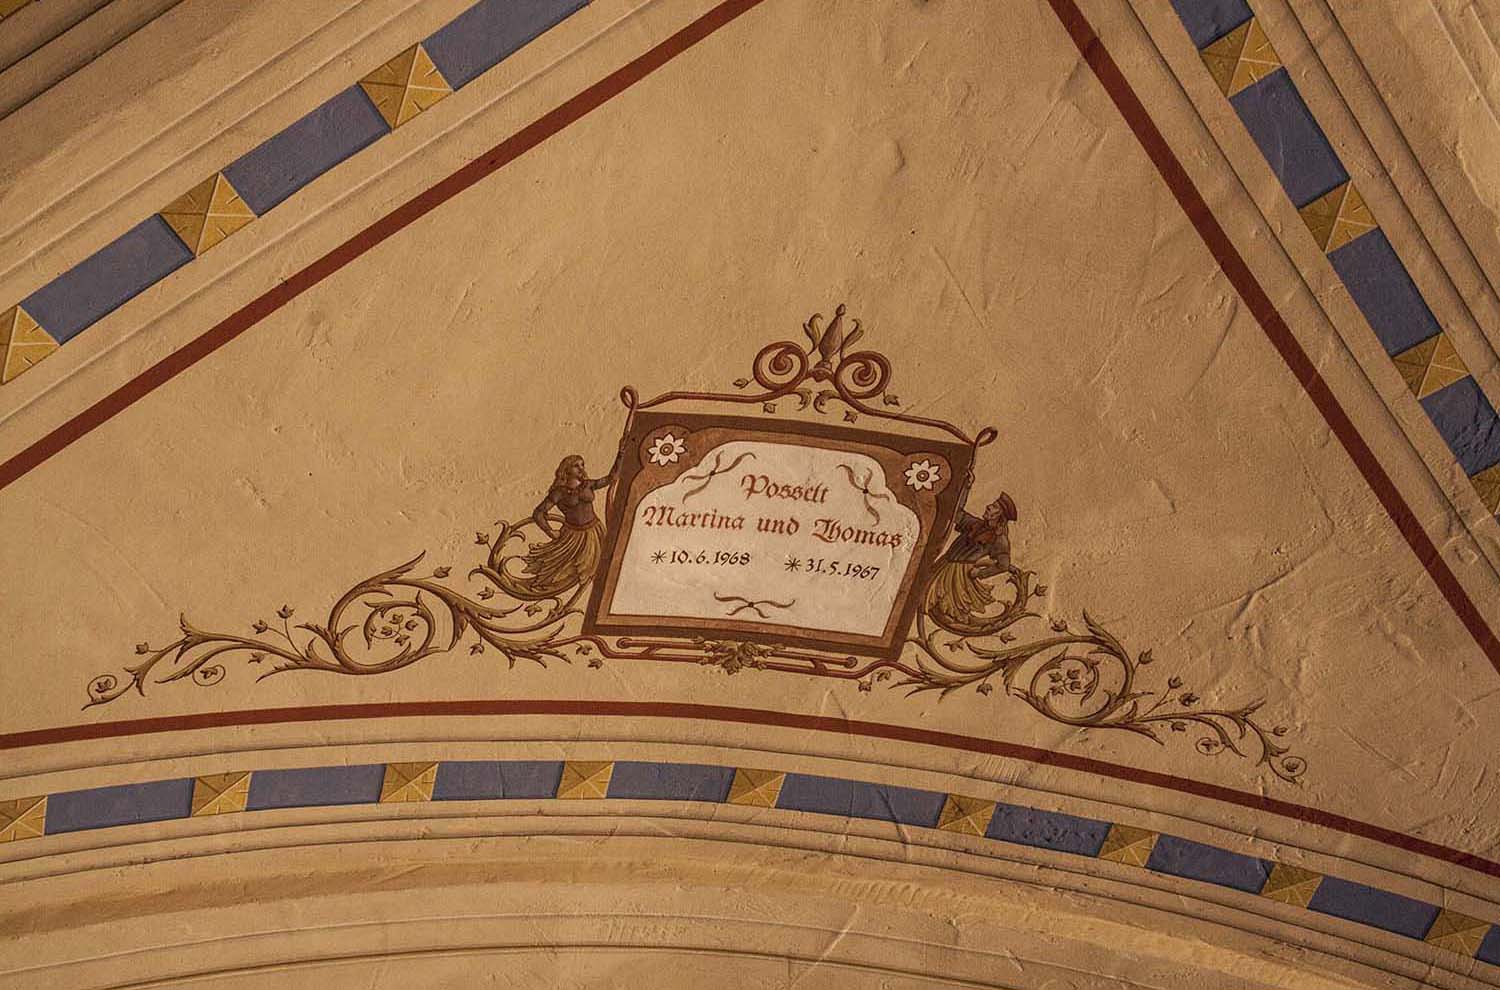 Posselt
Martina und Thomas
*10.6.1968 *31.5.1967